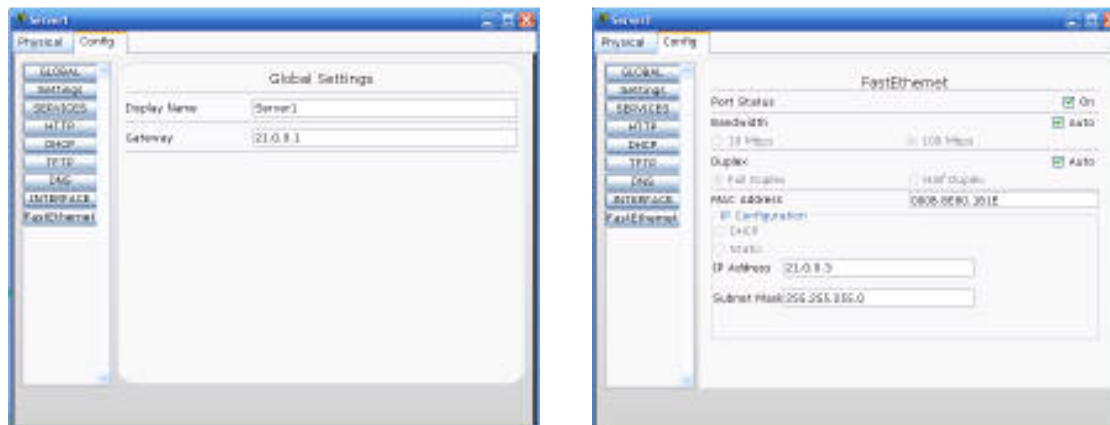 Server1
Physical Config
GLOBAL
Settings
SERVICES
HTTP
DHCP
TFTP
DNS
INTERFACE
FastEthernet
Global Settings
Display Name Server1
Gateway 21.0.0.1
Server1
Physical Config
GLOBAL
Settings
SERVICES
HTTP
DHCP
TFTP
DNS
INTERFACE
FastEthernet
FastEthernet
Port Status On
Bandwidth Auto
10 Mbps 100 Mbps
Duplex Auto
Full Duplex Half Duplex
MAC Address
IP Configuration
DHCP
Static
IP Address 21.0.0.3
Subnet Mask 255.255.255.0